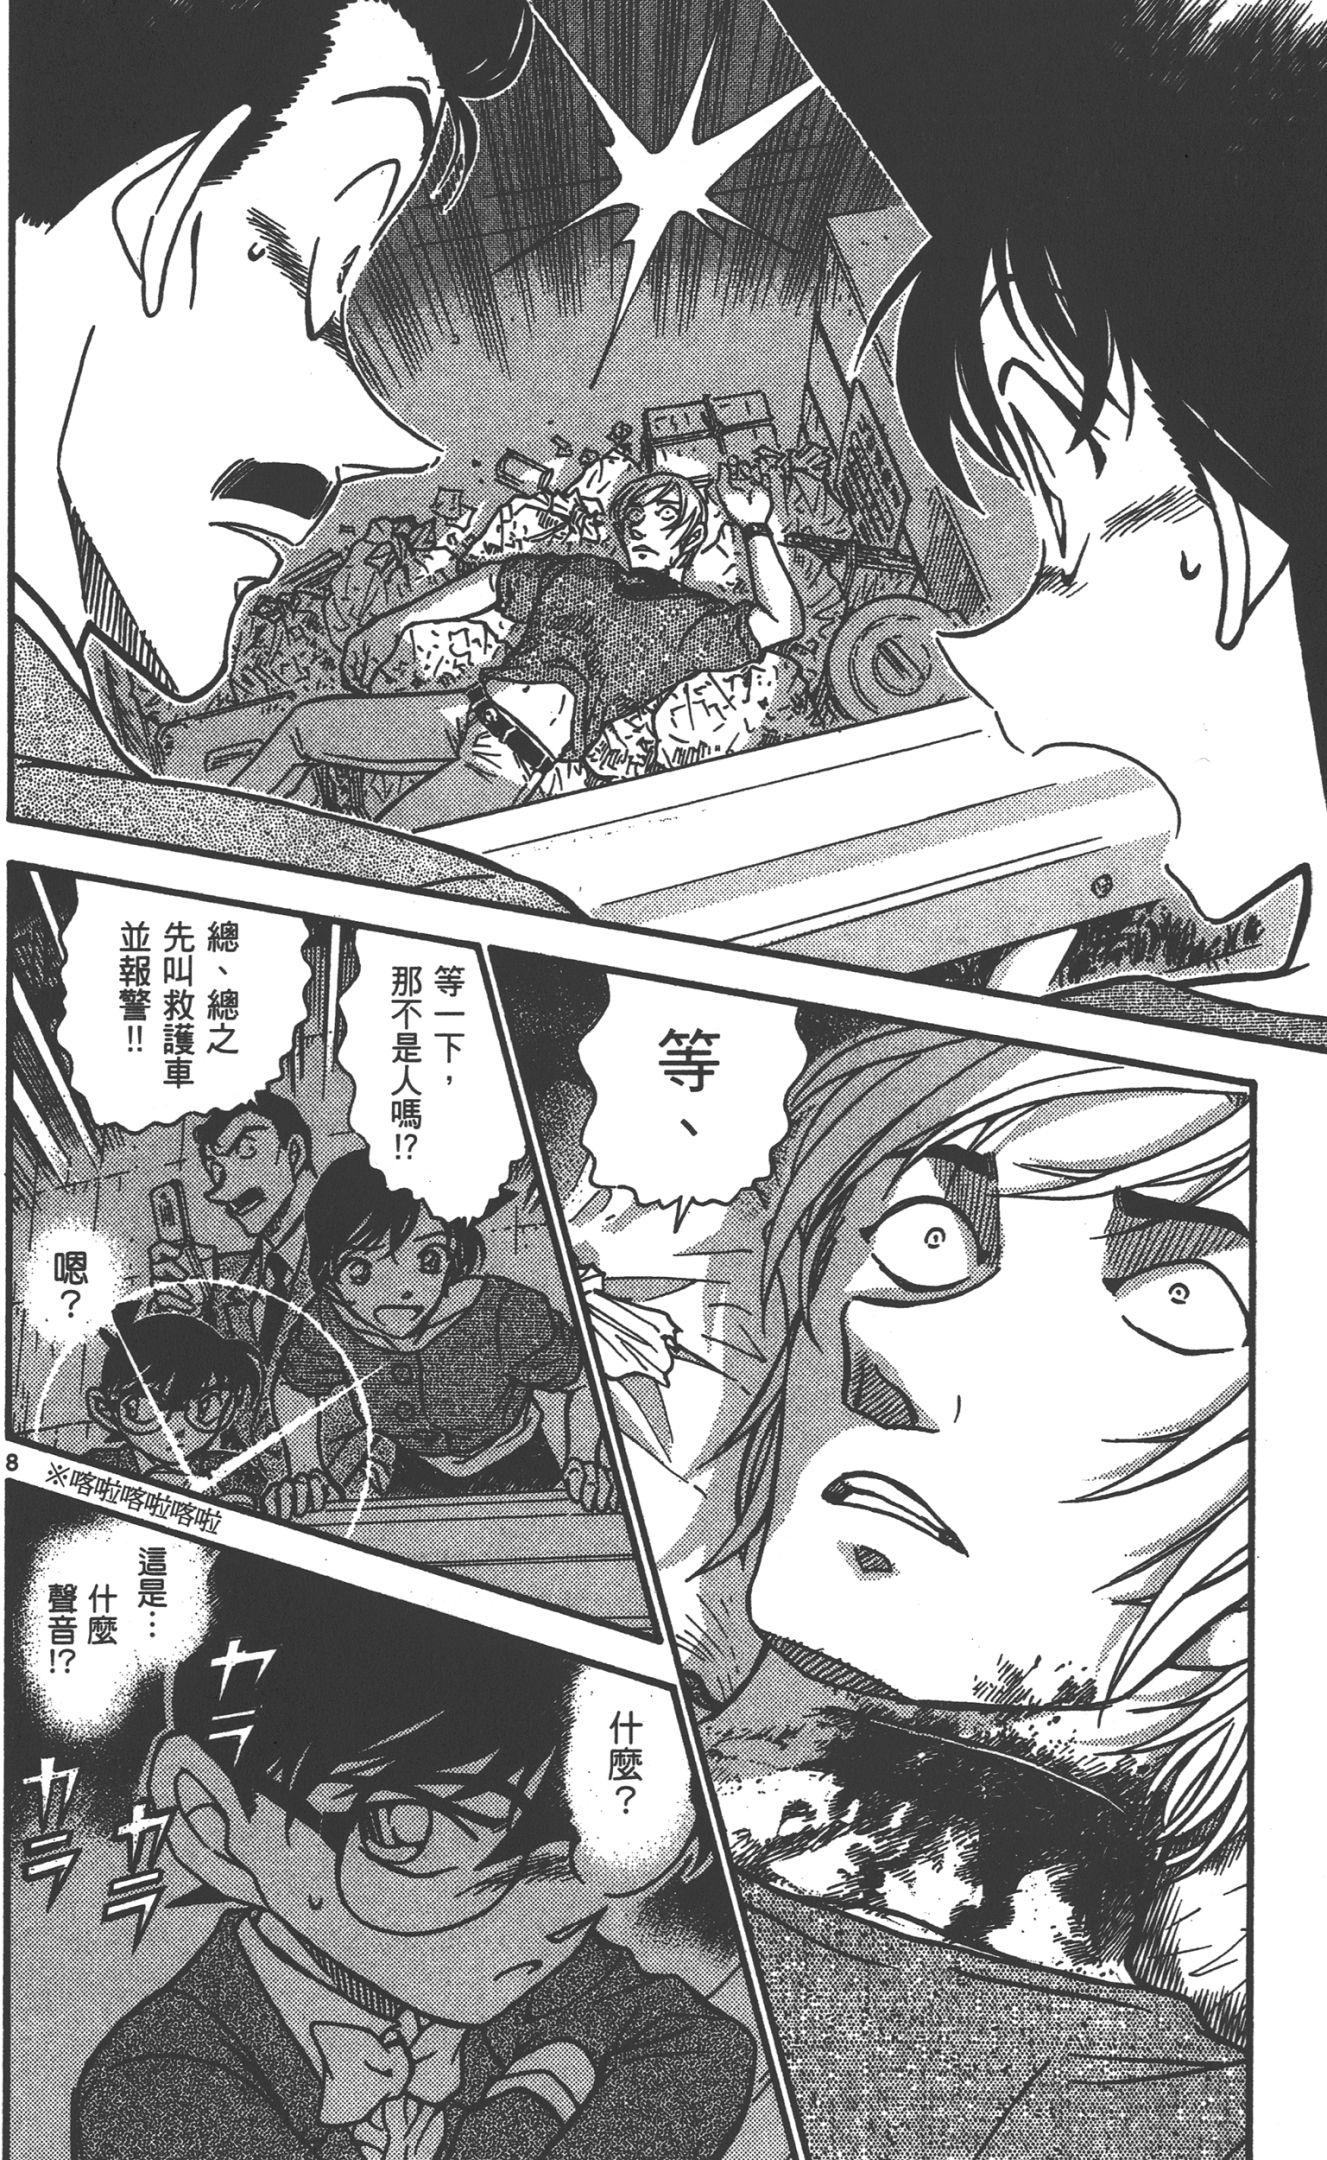 等、
等一下，
那不是人嗎!?
總、總之
先叫救護車
並報警!!
嗯？
※喀啦喀啦喀啦
8
什麼？
這是…
什麼
聲音!?
カラ
カラ
カラ